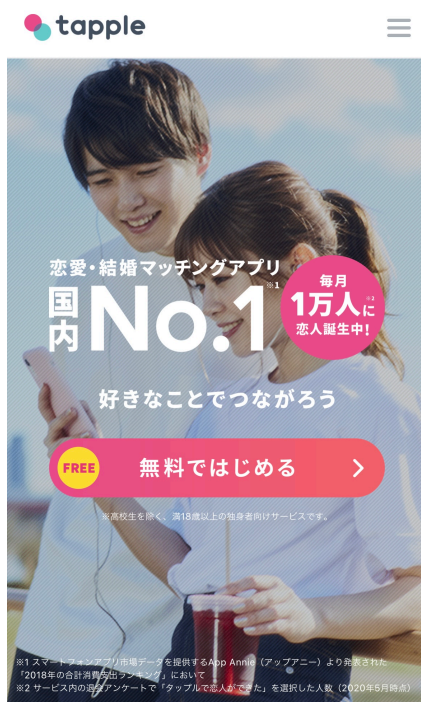 tapple
恋愛・結婚マッチングアプリ
国内No.1※1
毎月
1万人※2に
恋人誕生中!
好きなことでつながろう
FREE 無料ではじめる
※高校生を除く、満18歳以上の独身者向けサービスです。
※1 スマートフォンアプリ市場データを提供するApp Annie（アップアニー）より発表された
「2018年の合計消費支出ランキング」において
※2 サービス内の退会アンケートで「タップルで恋人ができた」を選択した人数（2020年5月時点）